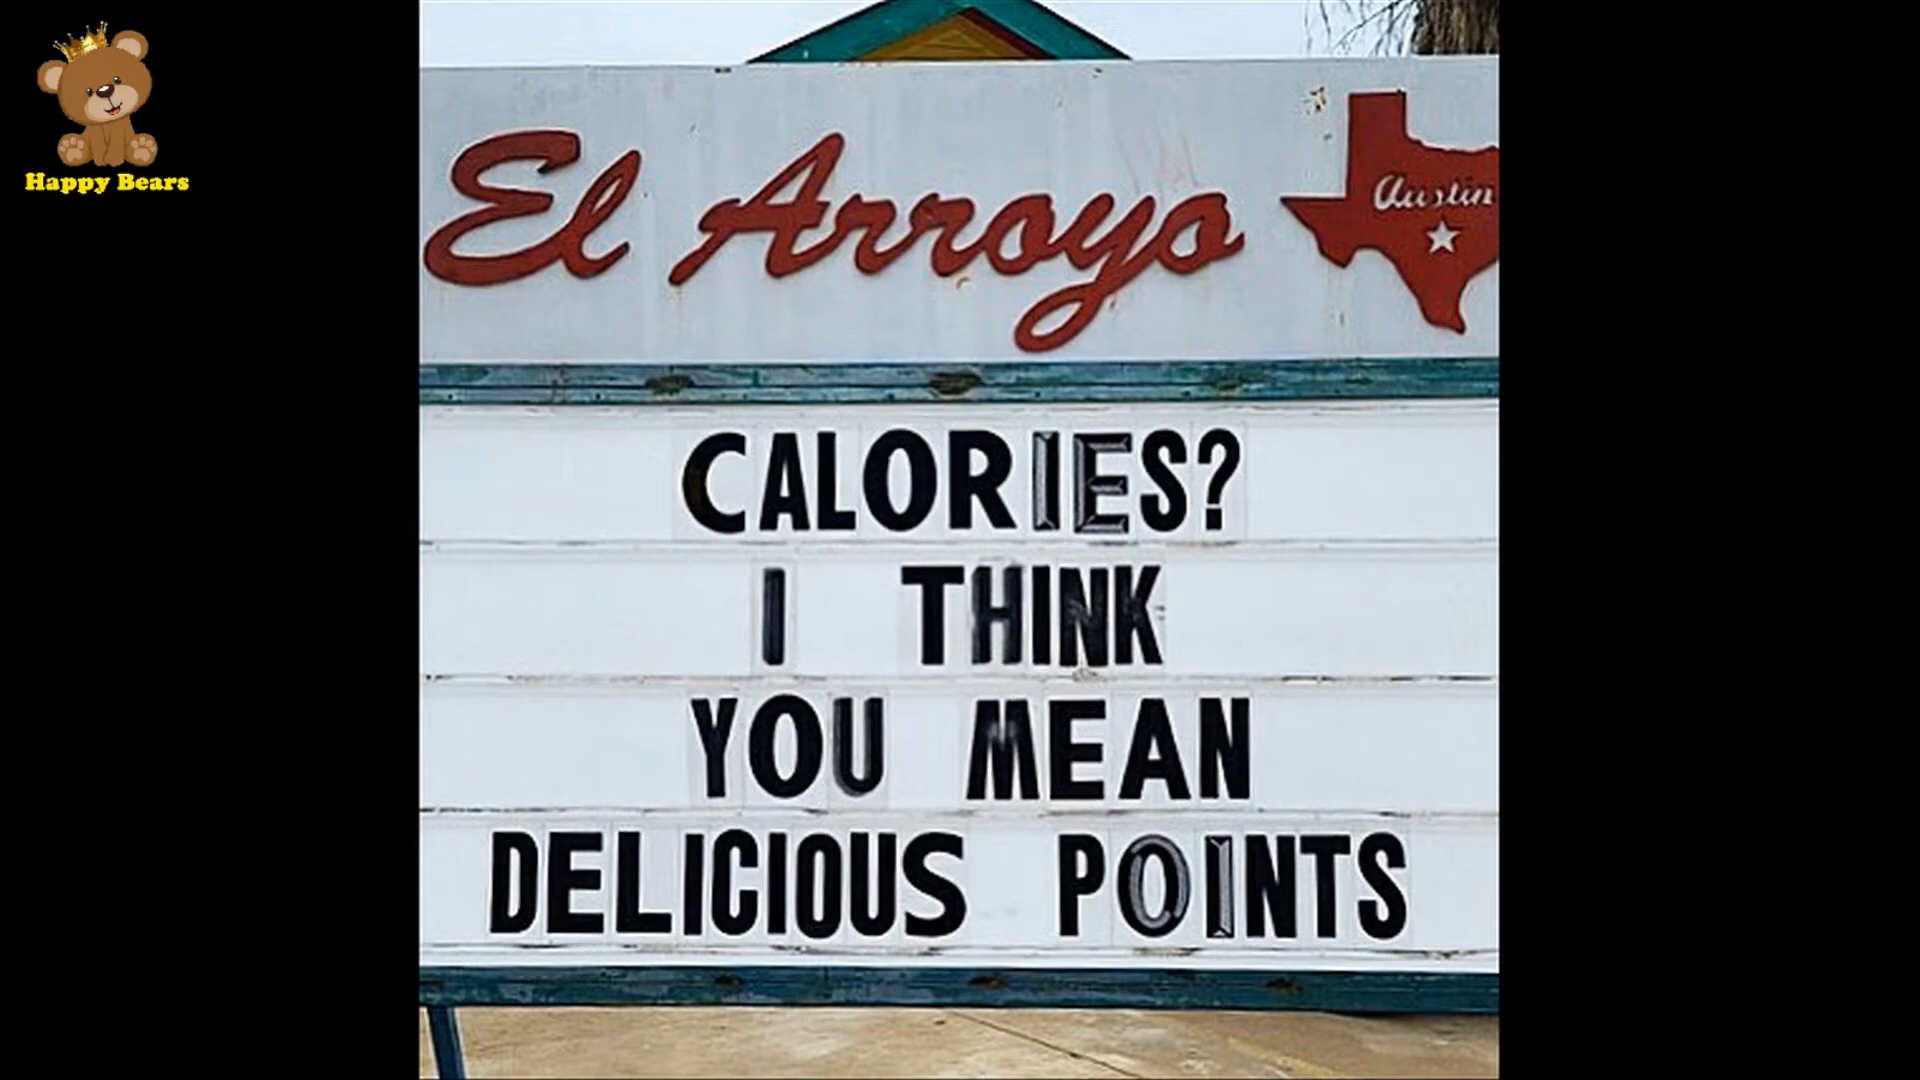 Happy Bears
El Arroyo
Austin
CALORIES?
I THINK
YOU MEAN
DELICIOUS POINTS